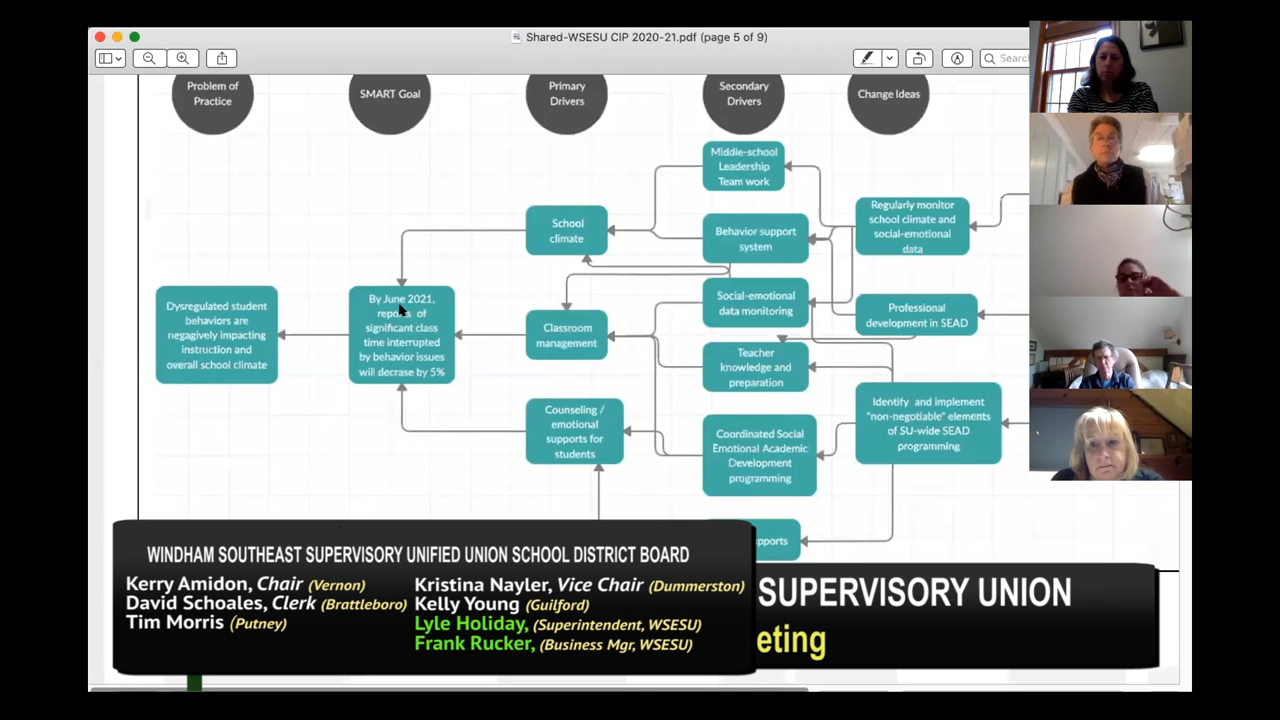 Shared-WSESU CIP 2020-21.pdf (page 5 of 9)
Search
Problem of
Practice
SMART Goal
Primary
Drivers
Secondary
Drivers
Change Ideas
Middle-school
Leadership
Team work
Regularly monitor
school climate and
social-emotional
data
School
climate
Behavior support
system
Dysregulated student
behaviors are
negagively impacting
instruction and
overall school climate
By June 2021,
reports of
significant class
time interrupted
by behavior issues
will decrase by 5%
Social-emotional
data monitoring
Professional
development in SEAD
Classroom
management
Teacher
knowledge and
preparation
Counseling /
emotional
supports for
students
Coordinated Social
Emotional Academic
Development
programming
Identify and implement
"non-negotiable" elements
of SU-wide SEAD
programming
pports
WINDHAM SOUTHEAST SUPERVISORY UNIFIED UNION SCHOOL DISTRICT BOARD
Kerry Amidon, Chair (Vernon)
David Schoales, Clerk (Brattleboro)
Tim Morris (Putney)
Kristina Nayler, Vice Chair (Dummerston)
Kelly Young (Guilford)
Lyle Holiday, (Superintendent, WSESU)
Frank Rucker, (Business Mgr, WSESU)
SUPERVISORY UNION
eting